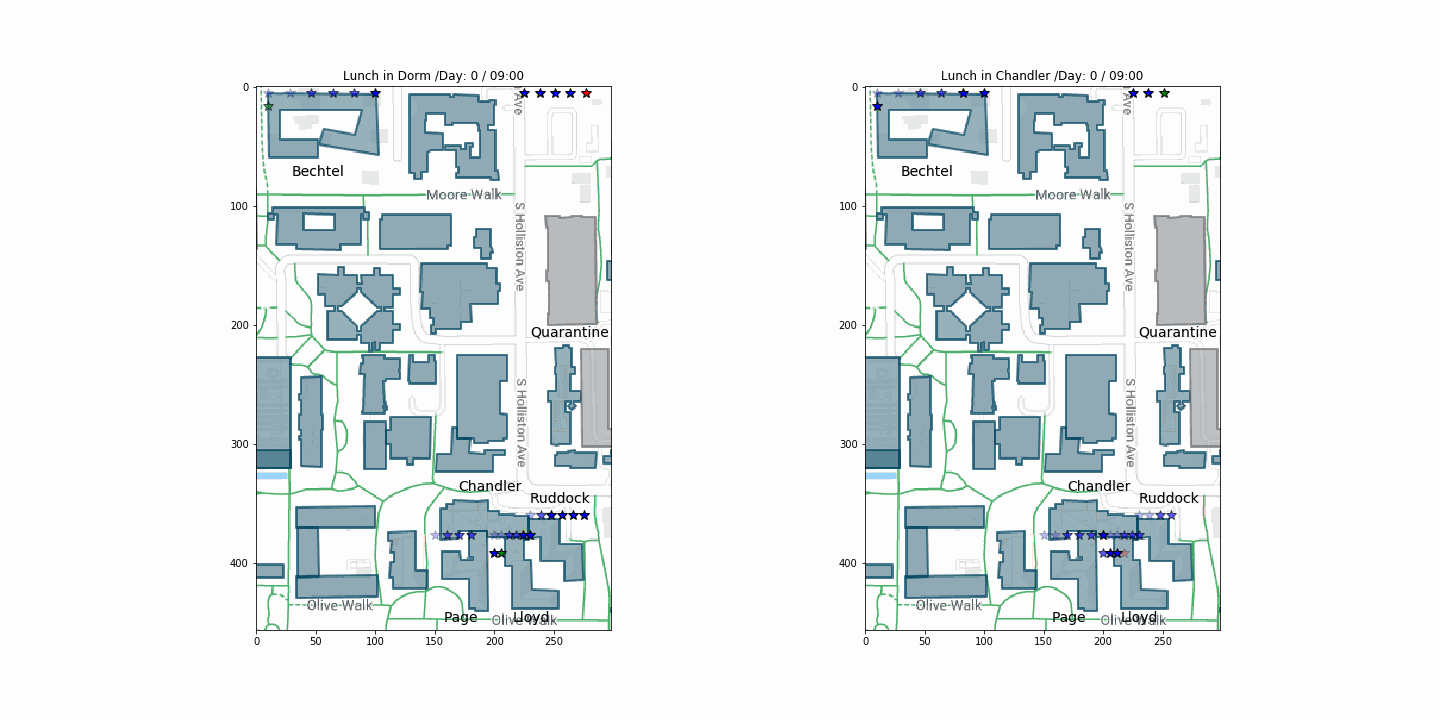 Lunch in Dorm /Day: 0 / 09:00
0
100
200
300
400
0
50
100
150
200
250
Ave
Bechtel
Moore Walk
S Holliston Ave
Quarantine
S Holliston Ave
Chandler
Ruddock
Olive Walk
Page
Lloyd
Olive Walk
Lunch in Chandler /Day: 0 / 09:00
0
100
200
300
400
0
50
100
150
200
250
Ave
Bechtel
Moore Walk
S Holliston Ave
Quarantine
S Holliston Ave
Chandler
Ruddock
Olive Walk
Page
Lloyd
Olive Walk